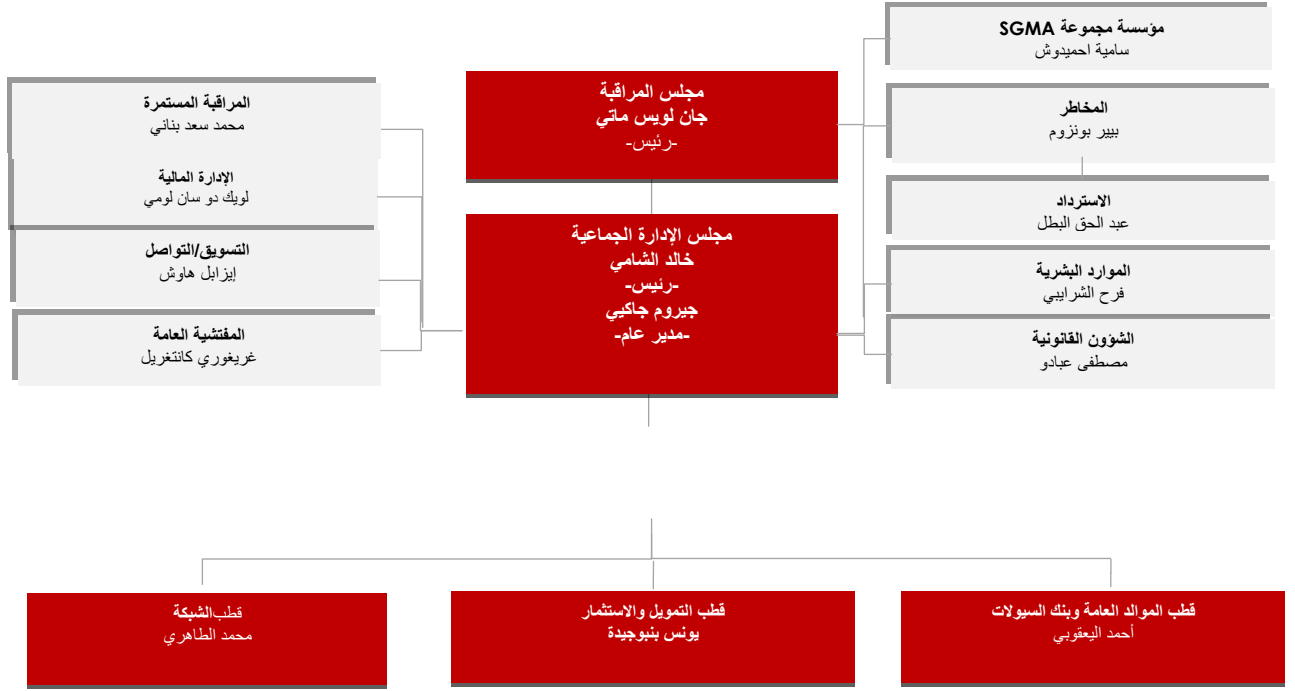 مؤسسة مجموعة SGMA
سامية احميدوش
مجلس المراقبة
جان لويس ماتي
-رئيس-
المخاطر
بيير بونزوم
المراقبة المستمرة
محمد سعد بناني
الإدارة المالية
لويك دو سان لومي
الاسترداد
عبد الحق البطل
مجلس الإدارة الجماعية
خالد الشامي
-رئيس-
جيروم جاكيي
-مدير عام-
التسويق/التواصل
إيزابل هاوش
الموارد البشرية
فرح الشرايبي
المفتشية العامة
غريغوري كانتغريل
الشؤون القانونية
مصطفى عبادو
قطب الموالد العامة وبنك السيولات
أحمد اليعقوبي
قطب التمويل والاستثمار
يونس بنبوجيدة
قطب الشبكة
محمد الطاهري